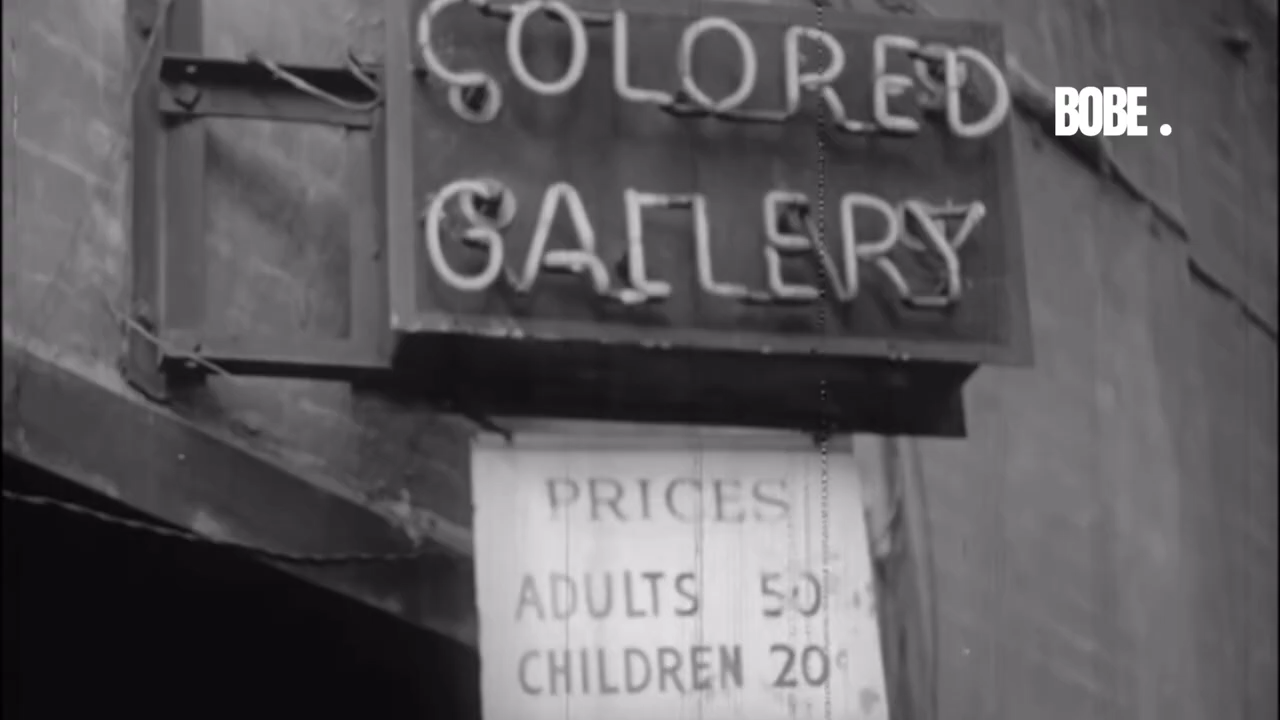 COLORED
GALLERY
BOBE .
PRICES
ADULTS 50
CHILDREN 20¢